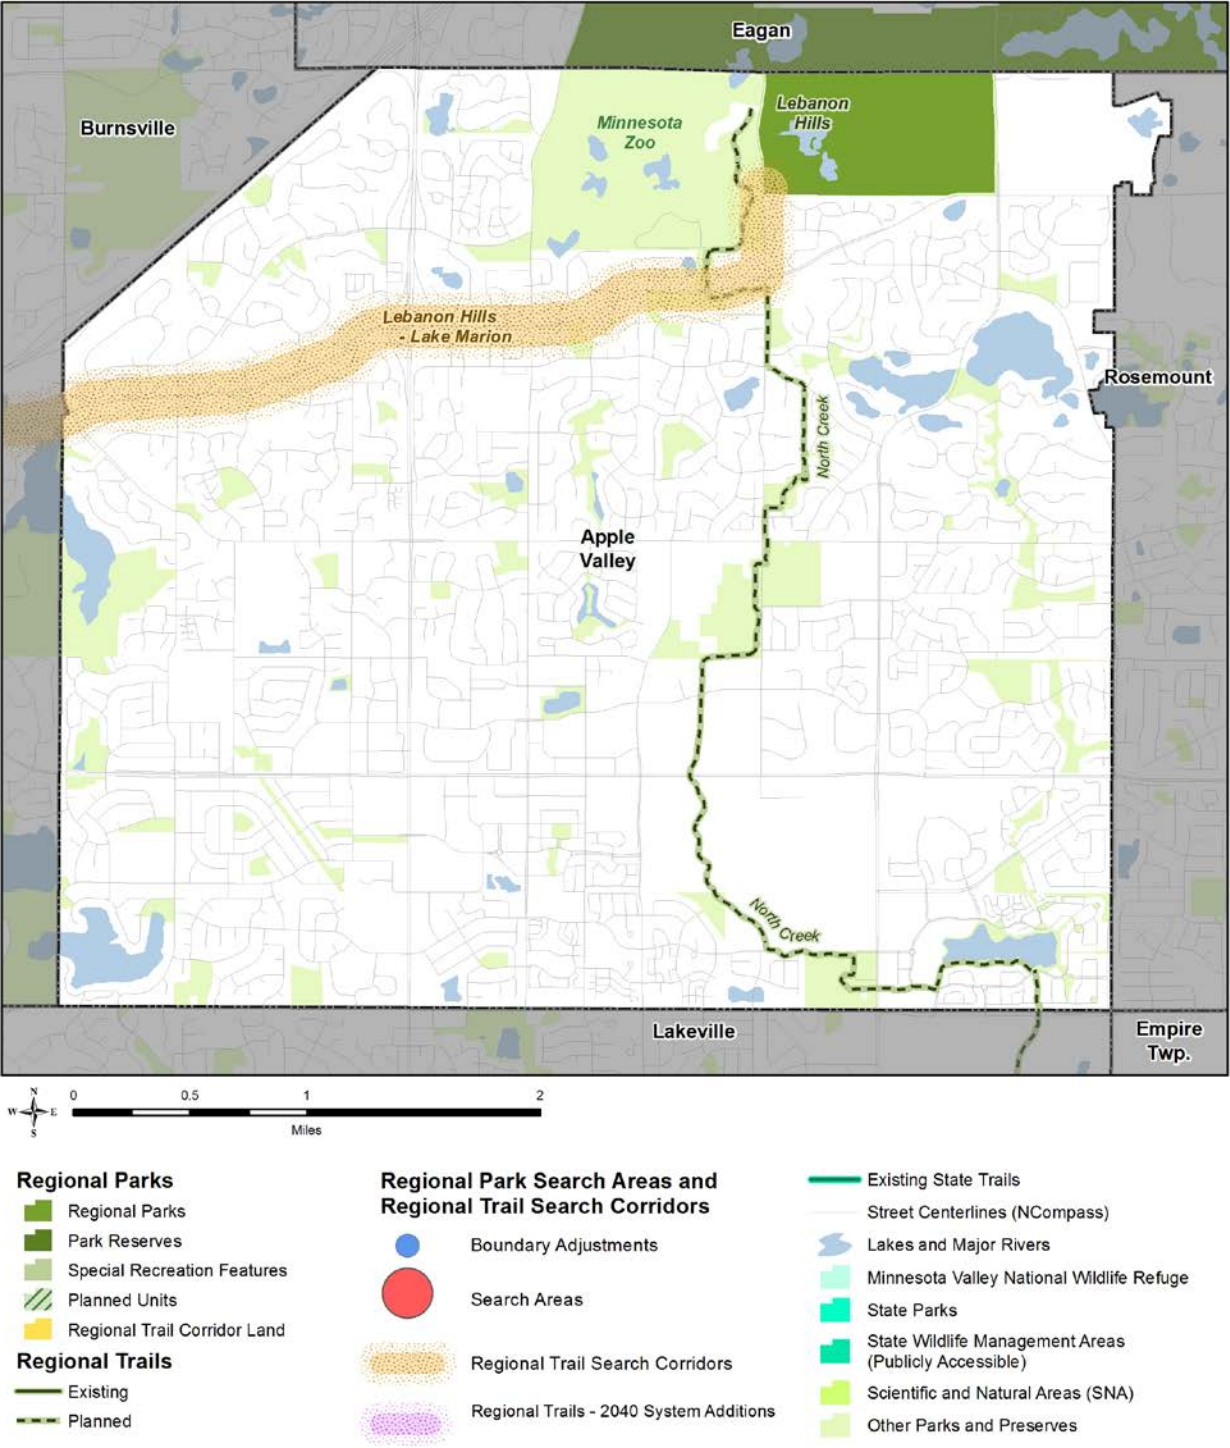 Eagan
Burnsville
Minnesota
Zoo
Lebanon
Hills
Lebanon Hills
- Lake Marion
Rosemount
North Creek
Apple
Valley
North Creek
Lakeville
Empire
Twp.
N
W E
S
0 0.5 1 2
Miles
Regional Parks
Regional Parks
Park Reserves
Special Recreation Features
Planned Units
Regional Trail Corridor Land
Regional Trails
Existing
Planned
Regional Park Search Areas and
Regional Trail Search Corridors
Boundary Adjustments
Search Areas
Regional Trail Search Corridors
Regional Trails - 2040 System Additions
Existing State Trails
Street Centerlines (NCompass)
Lakes and Major Rivers
Minnesota Valley National Wildlife Refuge
State Parks
State Wildlife Management Areas
(Publicly Accessible)
Scientific and Natural Areas (SNA)
Other Parks and Preserves